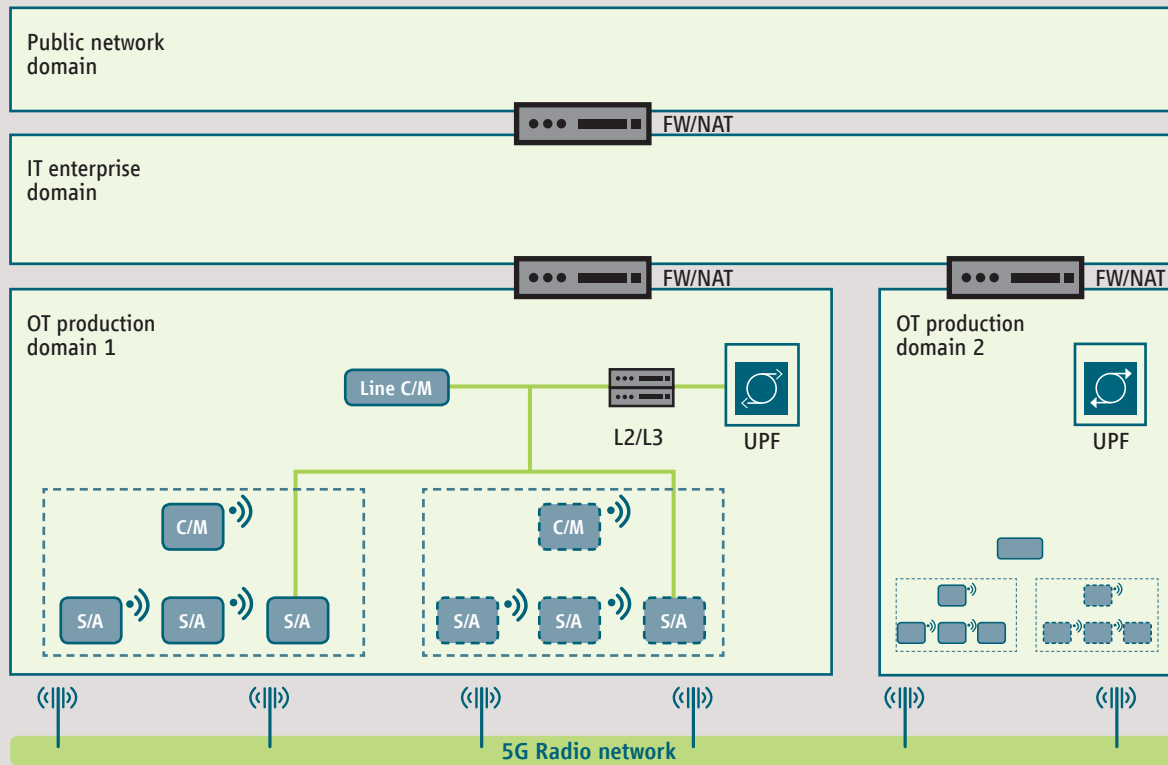 Public network
domain
FW/NAT
IT enterprise
domain
FW/NAT
FW/NAT
OT production
domain 1
Line C/M
L2/L3
UPF
C/M
S/A
S/A
S/A
C/M
S/A
S/A
S/A
OT production
domain 2
UPF
5G Radio network